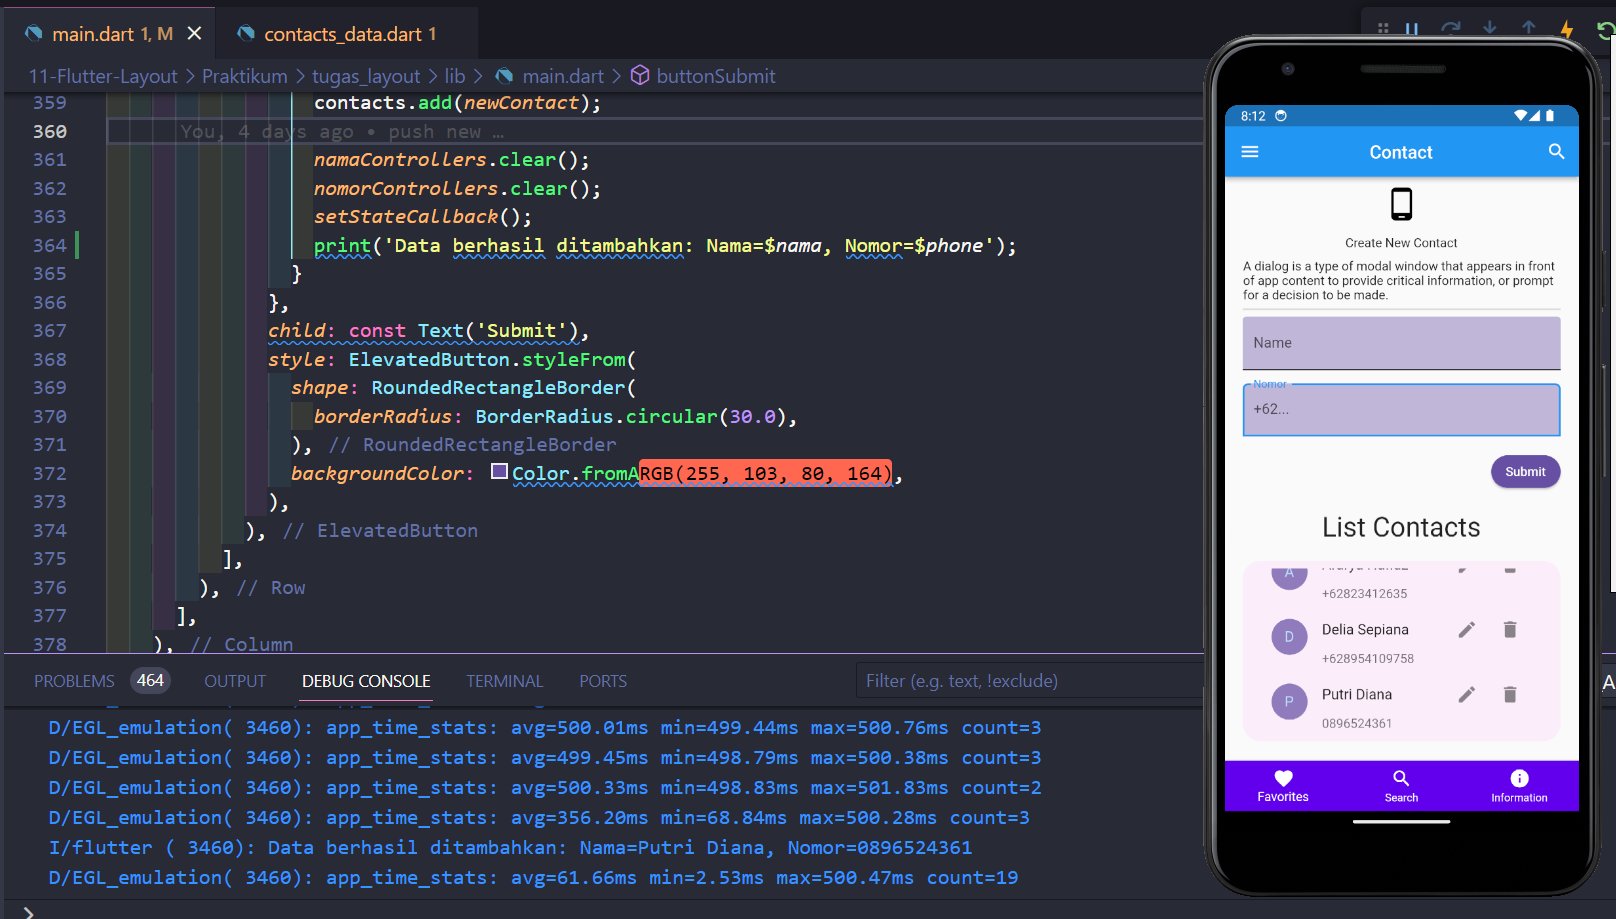 main.dart 1, M
contacts_data.dart 1
11-Flutter-Layout > Praktikum > tugas_layout > lib > main.dart > buttonSubmit
359 contacts.add(newContact);
360 You, 4 days ago • push new …
361 namaControllers.clear();
362 nomorControllers.clear();
363 setStateCallback();
364 print('Data berhasil ditambahkan: Nama=$nama, Nomor=$phone');
365 }
366 },
367 child: const Text('Submit'),
368 style: ElevatedButton.styleFrom(
369 shape: RoundedRectangleBorder(
370 borderRadius: BorderRadius.circular(30.0),
371 ), // RoundedRectangleBorder
372 backgroundColor: Color.fromARGB(255, 103, 80, 164),
373 ),
374 ), // ElevatedButton
375 ],
376 ), // Row
377 ],
378 ), // Column
PROBLEMS 464 OUTPUT DEBUG CONSOLE TERMINAL PORTS Filter (e.g. text, !exclude)
D/EGL_emulation( 3460): app_time_stats: avg=500.01ms min=499.44ms max=500.76ms count=3
D/EGL_emulation( 3460): app_time_stats: avg=499.45ms min=498.79ms max=500.38ms count=3
D/EGL_emulation( 3460): app_time_stats: avg=500.33ms min=498.83ms max=501.83ms count=2
D/EGL_emulation( 3460): app_time_stats: avg=356.20ms min=68.84ms max=500.28ms count=3
I/flutter ( 3460): Data berhasil ditambahkan: Nama=Putri Diana, Nomor=0896524361
D/EGL_emulation( 3460): app_time_stats: avg=61.66ms min=2.53ms max=500.47ms count=19
8:12
Contact
Create New Contact
A dialog is a type of modal window that appears in front
of app content to provide critical information, or prompt
for a decision to be made.
Name
Nomor
+62...
Submit
List Contacts
A
+62823412635
D
Delia Sepiana
+628954109758
P
Putri Diana
0896524361
Favorites
Search
Information